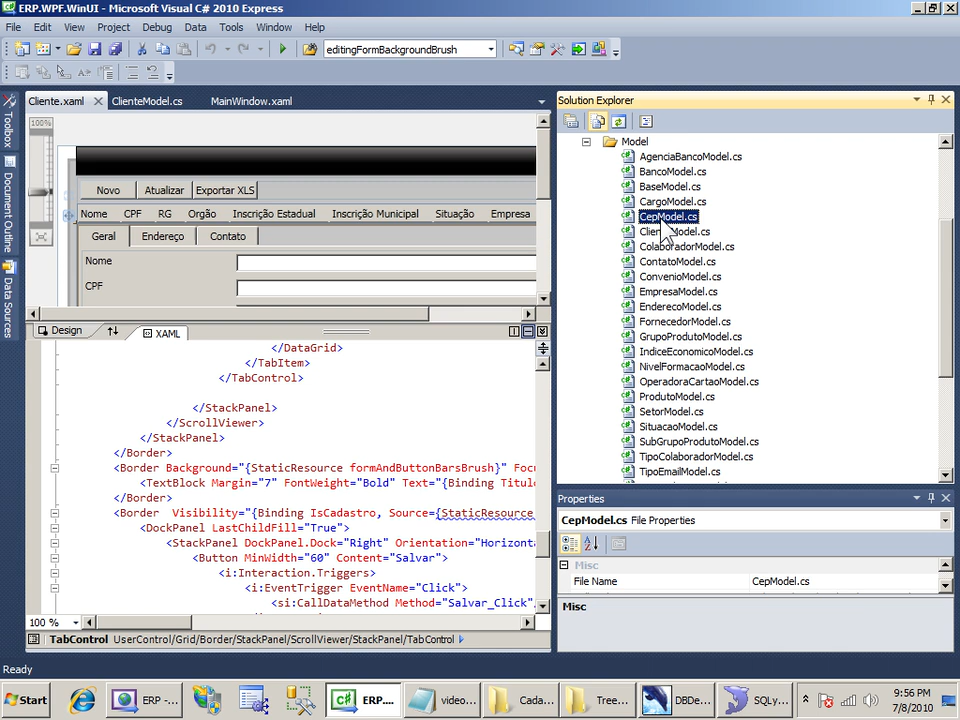 ERP.WPF.WinUI - Microsoft Visual C# 2010 Express
File Edit View Project Debug Data Tools Window Help
editingFormBackgroundBrush
Cliente.xaml ClienteModel.cs MainWindow.xaml
Toolbox
Document Outline
Data Sources
100%
Novo Atualizar Exportar XLS
Nome CPF RG Orgão Inscrição Estadual Inscrição Municipal Situação Empresa
Geral Endereço Contato
Nome
CPF
Design XAML
</DataGrid>
</TabItem>
</TabControl>
</StackPanel>
</ScrollViewer>
</StackPanel>
</Border>
<Border Background="{StaticResource formAndButtonBarsBrush}" Focu
<TextBlock Margin="7" FontWeight="Bold" Text="{Binding Titul
</Border>
<Border Visibility="{Binding IsCadastro, Source={StaticResource
<DockPanel LastChildFill="True">
<StackPanel DockPanel.Dock="Right" Orientation="Horizonta
<Button MinWidth="60" Content="Salvar">
<i:Interaction.Triggers>
<i:EventTrigger EventName="Click">
<si:CallDataMethod Method="Salvar_Click"
100 %
TabControl UserControl/Grid/Border/StackPanel/ScrollViewer/StackPanel/TabControl
Solution Explorer
Model
AgenciaBancoModel.cs
BancoModel.cs
BaseModel.cs
CargoModel.cs
CepModel.cs
ClienteModel.cs
ColaboradorModel.cs
ContatoModel.cs
ConvenioModel.cs
EmpresaModel.cs
EnderecoModel.cs
FornecedorModel.cs
GrupoProdutoModel.cs
IndiceEconomicoModel.cs
NivelFormacaoModel.cs
OperadoraCartaoModel.cs
ProdutoModel.cs
SetorModel.cs
SituacaoModel.cs
SubGrupoProdutoModel.cs
TipoColaboradorModel.cs
TipoEmailModel.cs
Properties
CepModel.cs File Properties
Misc
File Name CepModel.cs
Misc
Ready
Start ERP -... ERP.... video... Cada... Tree... DBDe... SQLy...
9:56 PM
7/8/2010